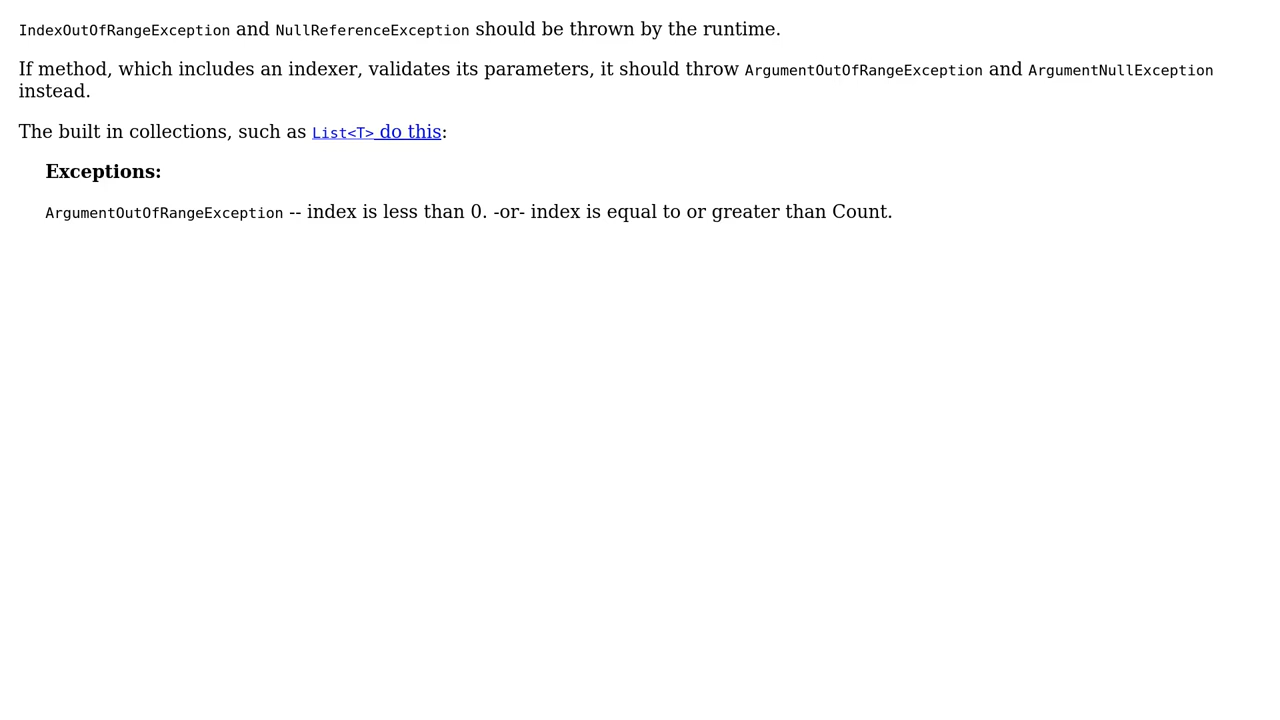 IndexOutOfRangeException and NullReferenceException should be thrown by the runtime.
If method, which includes an indexer, validates its parameters, it should throw ArgumentOutOfRangeException and ArgumentNullException
instead.
The built in collections, such as List<T> do this:
Exceptions:
ArgumentOutOfRangeException -- index is less than 0. -or- index is equal to or greater than Count.